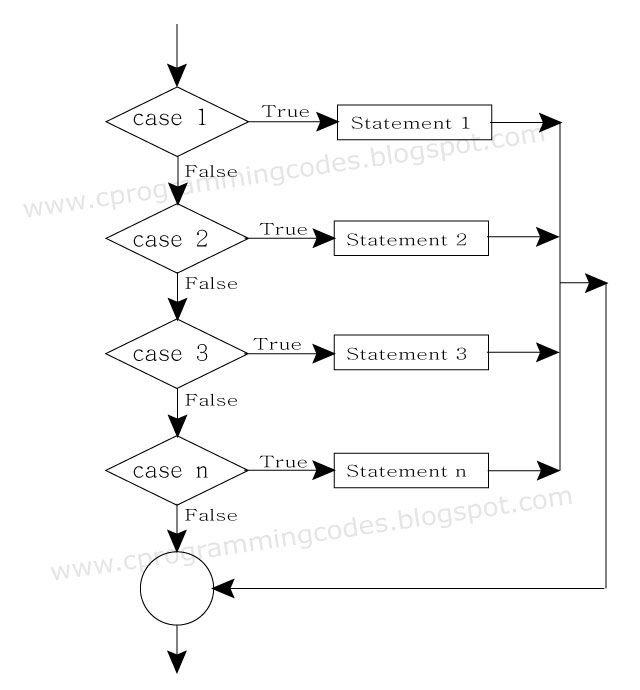 case 1
True
Statement 1
False
www.cprogrammingcodes.blogspot.com
case 2
True
Statement 2
False
case 3
True
Statement 3
False
case n
True
Statement n
False
www.cprogrammingcodes.blogspot.com